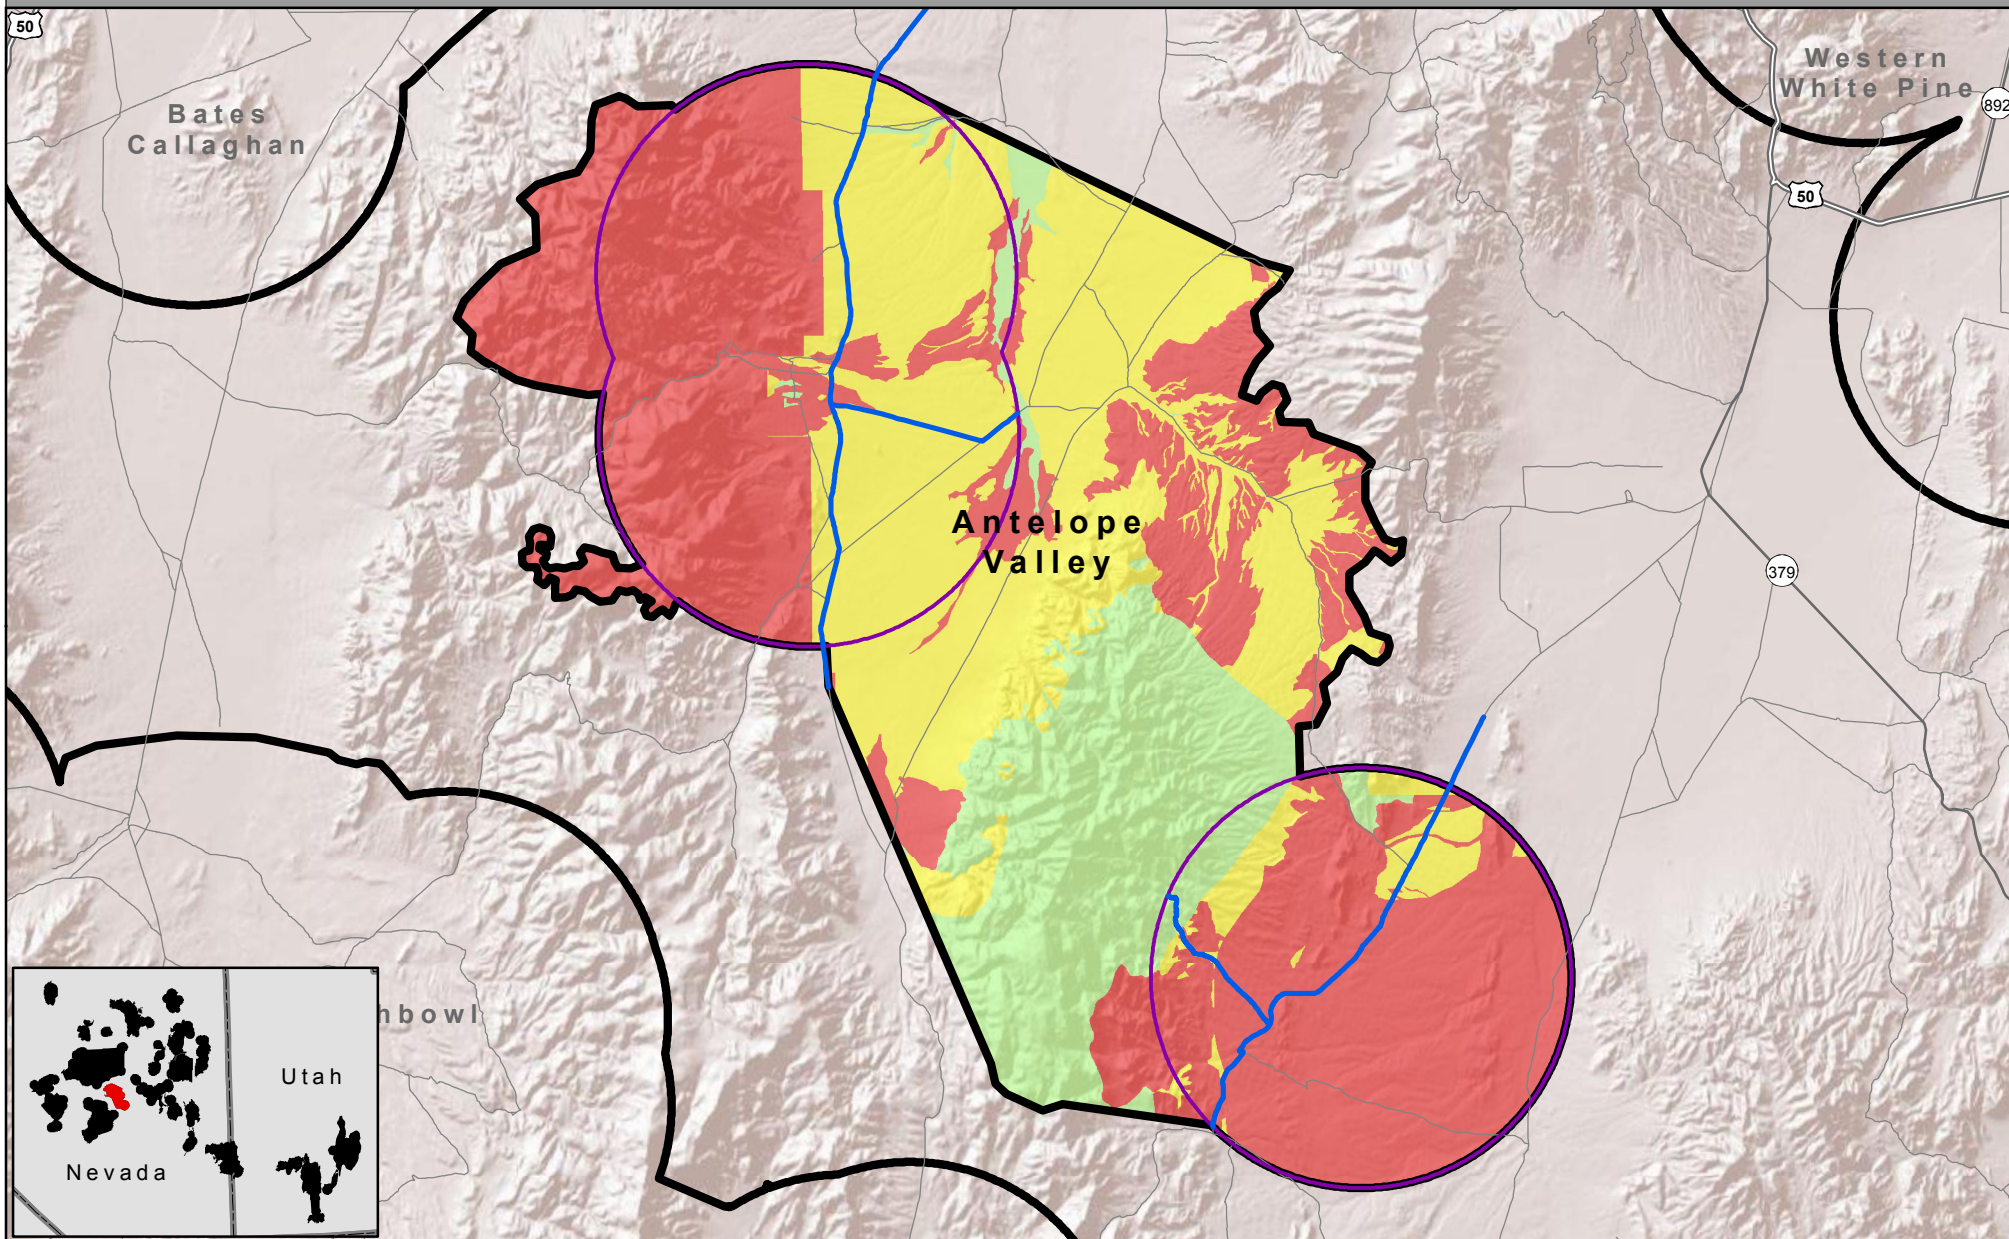 50
Bates
Callaghan
Western
White Pine
892
50
Antelope
Valley
379
hbowl
Utah
Nevada